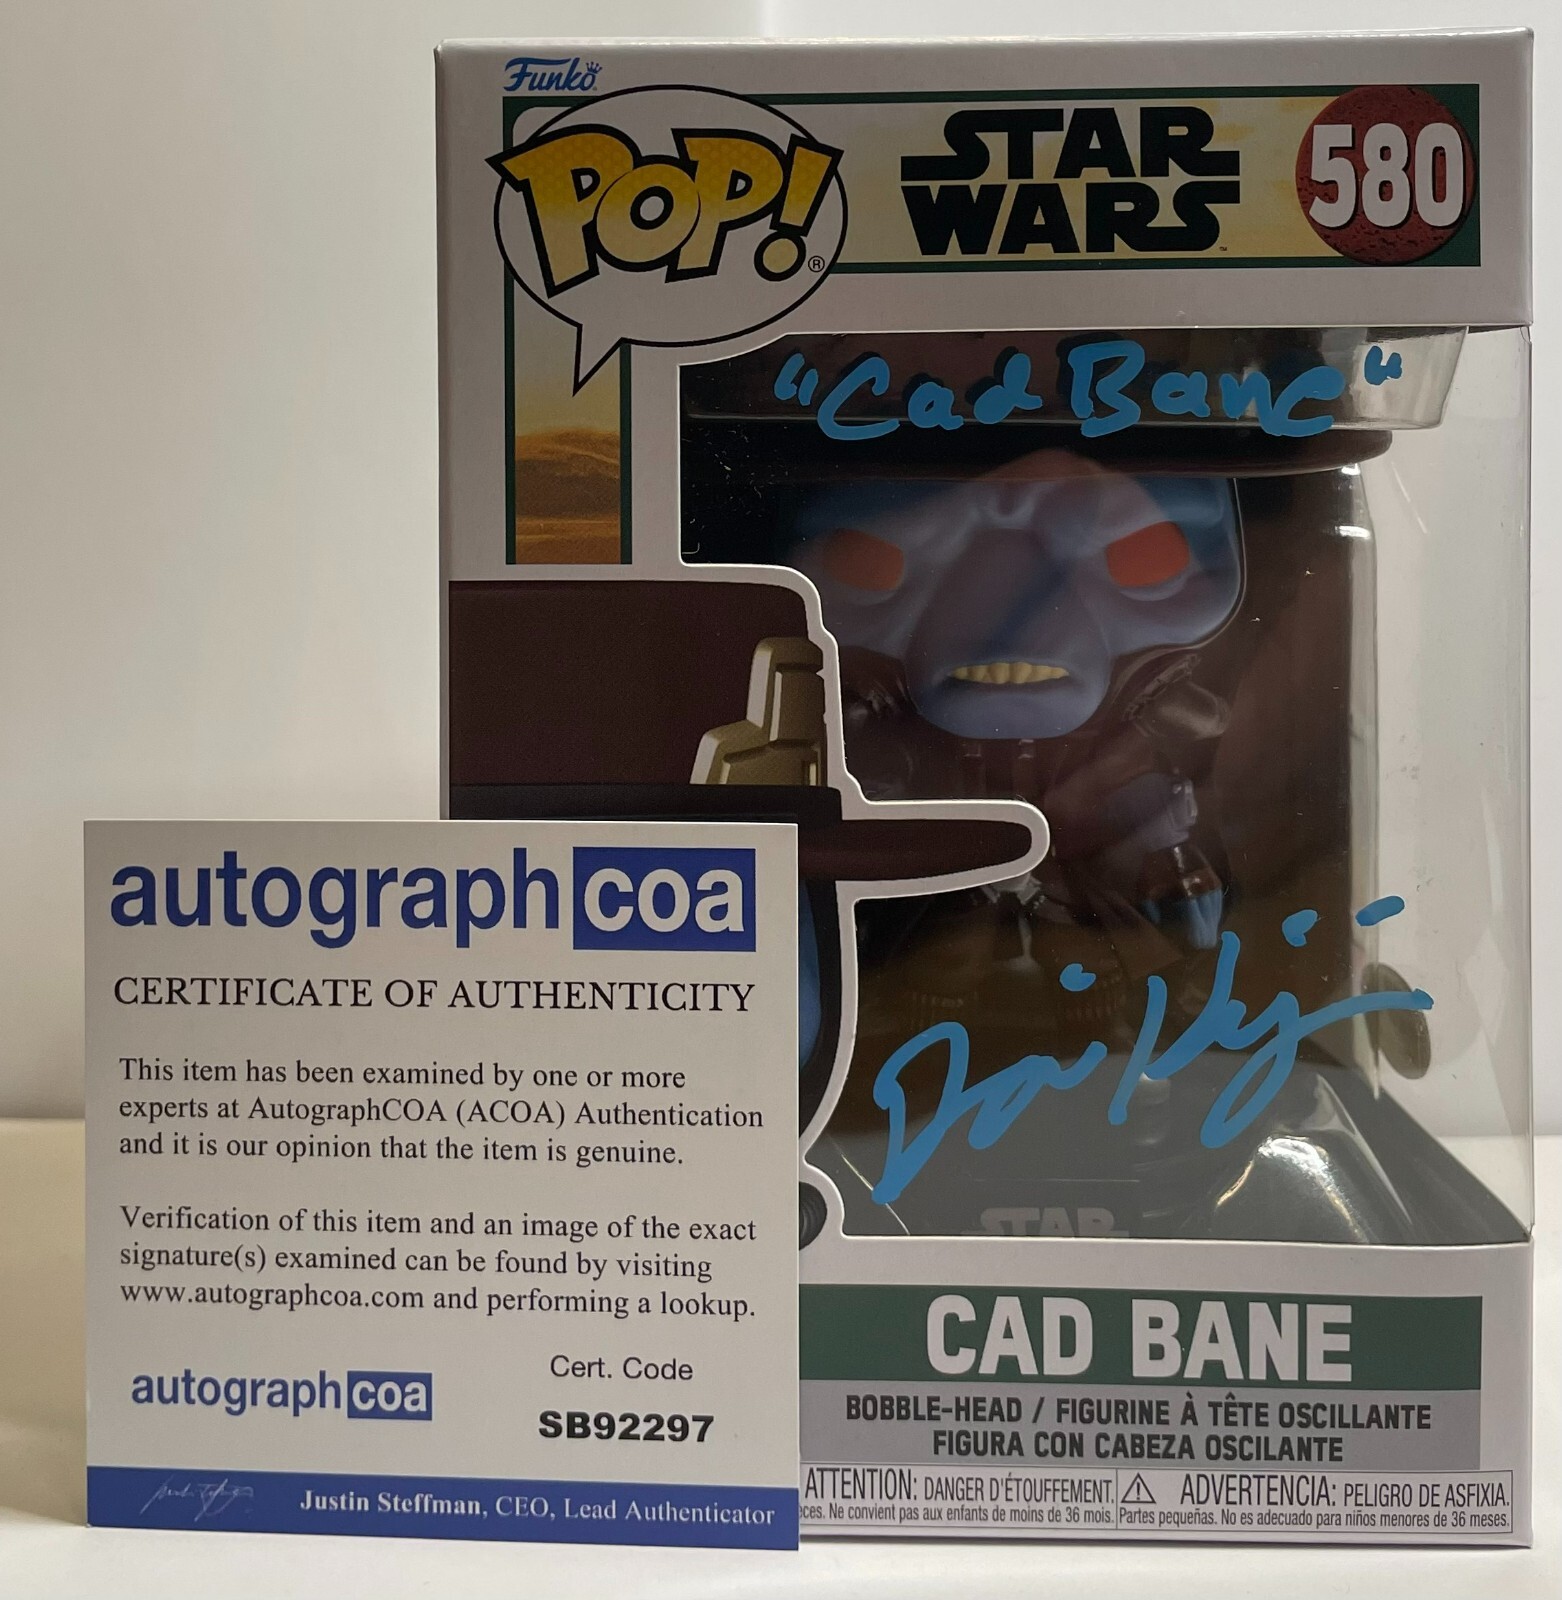 Funko
POP!®
STAR
WARS™
580
"Cad Bane"
STAR
CAD BANE
BOBBLE-HEAD / FIGURINE À TÊTE OSCILLANTE
FIGURA CON CABEZA OSCILANTE
ATTENTION: DANGER D'ÉTOUFFEMENT.
Ne convient pas aux enfants de moins de 36 mois.
ADVERTENCIA: PELIGRO DE ASFIXIA.
Partes pequeñas. No es adecuado para niños menores de 36 meses.
autographcoa
CERTIFICATE OF AUTHENTICITY
This item has been examined by one or more
experts at AutographCOA (ACOA) Authentication
and it is our opinion that the item is genuine.
Verification of this item and an image of the exact
signature(s) examined can be found by visiting
www.autographcoa.com and performing a lookup.
autographcoa
Cert. Code
SB92297
Justin Steffman, CEO, Lead Authenticator